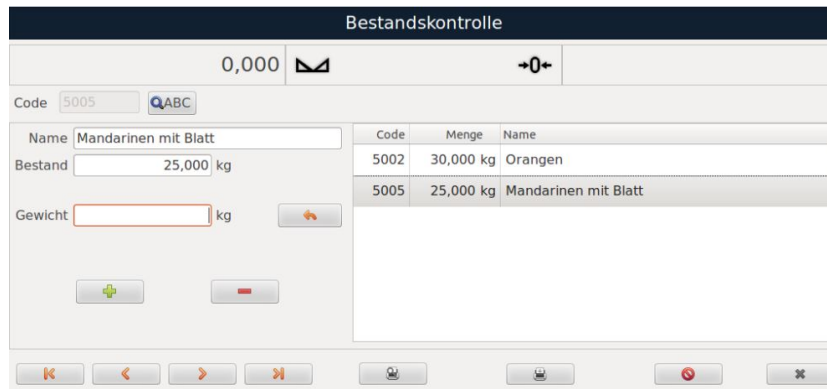 Bestandskontrolle
0,000 →0←
Code 5005 ABC
Name Mandarinen mit Blatt
Bestand 25,000 kg
Gewicht kg
Code Menge Name
5002 30,000 kg Orangen
5005 25,000 kg Mandarinen mit Blatt